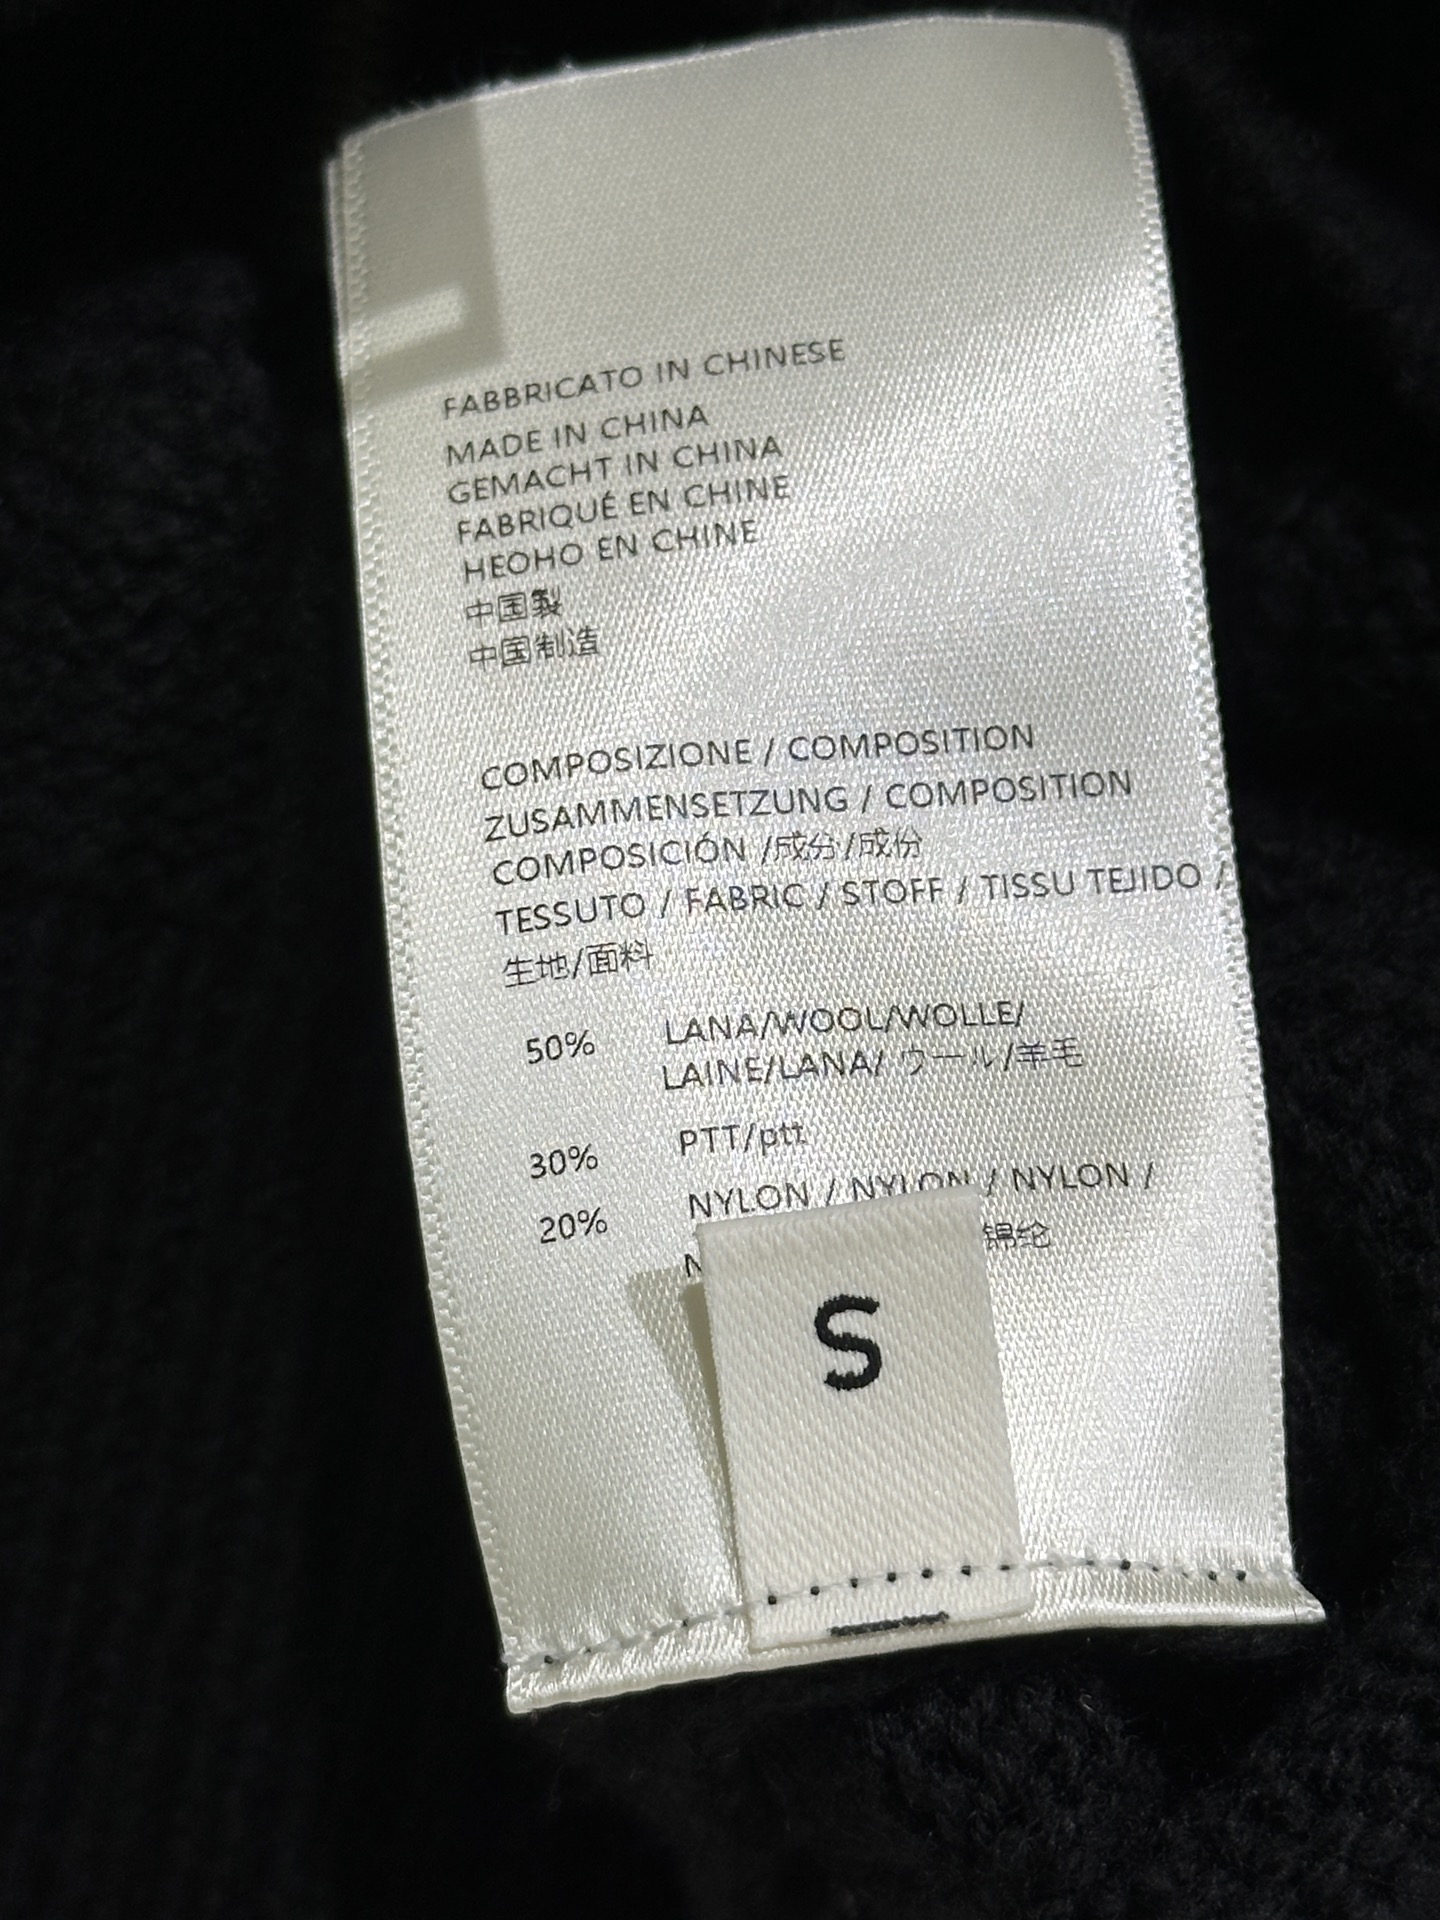 FABBRICATO IN CHINESE
MADE IN CHINA
GEMACHT IN CHINA
FABRIQUÉ EN CHINE
HEOHO EN CHINE
中国製
中国制造
COMPOSIZIONE / COMPOSITION
ZUSAMMENSETZUNG / COMPOSITION
COMPOSICIÓN /成分/成份
TESSUTO / FABRIC / STOFF / TISSU TEJIDO /
生地/面料
50% LANA/WOOL/WOLLE/
LAINE/LANA/ ウール/羊毛
30% PTT/ptt
20% NYLON / NYLON / NYLON /
锦纶
S